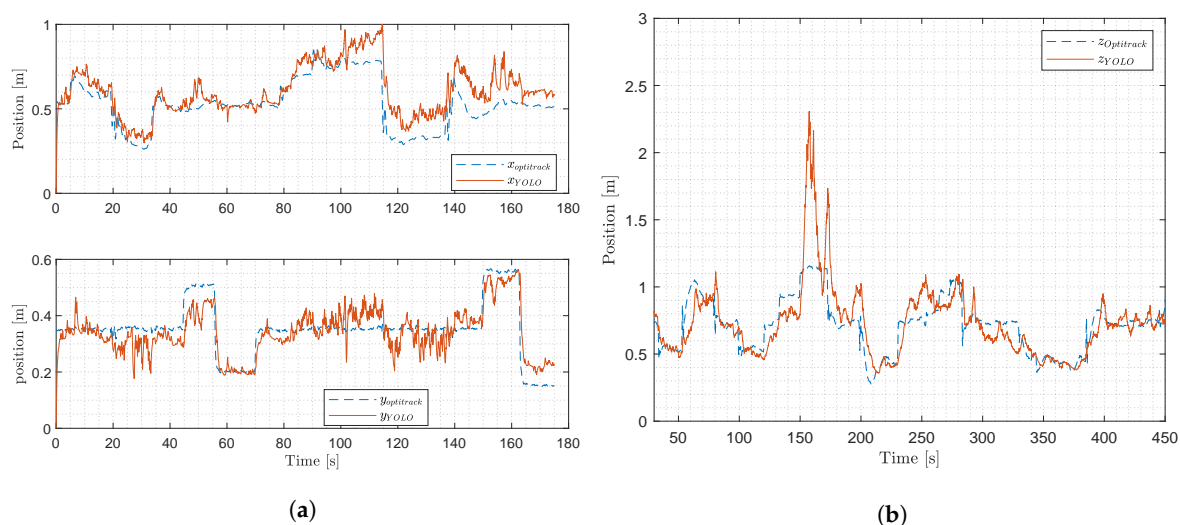 1
0.5
0
Position [m]
x_optitrack
x_YOLO
0 20 40 60 80 100 120 140 160 180
0.6
0.4
0.2
0
position [m]
y_optitrack
y_YOLO
0 20 40 60 80 100 120 140 160 180
Time [s]
(a)
3
2.5
2
1.5
1
0.5
0
Position [m]
z_Optitrack
z_YOLO
50 100 150 200 250 300 350 400 450
Time [s]
(b)